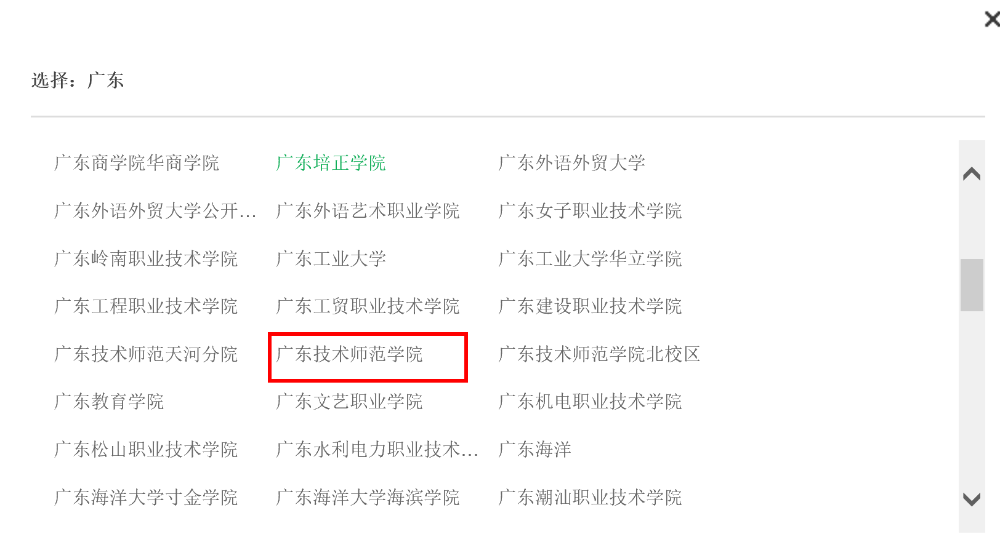 选择：广东
广东商学院华商学院 广东培正学院 广东外语外贸大学
广东外语外贸大学公开... 广东外语艺术职业学院 广东女子职业技术学院
广东岭南职业技术学院 广东工业大学 广东工业大学华立学院
广东工程职业技术学院 广东工贸职业技术学院 广东建设职业技术学院
广东技术师范天河分院 广东技术师范学院 广东技术师范学院北校区
广东教育学院 广东文艺职业学院 广东机电职业技术学院
广东松山职业技术学院 广东水利电力职业技术... 广东海洋
广东海洋大学寸金学院 广东海洋大学海滨学院 广东潮汕职业技术学院